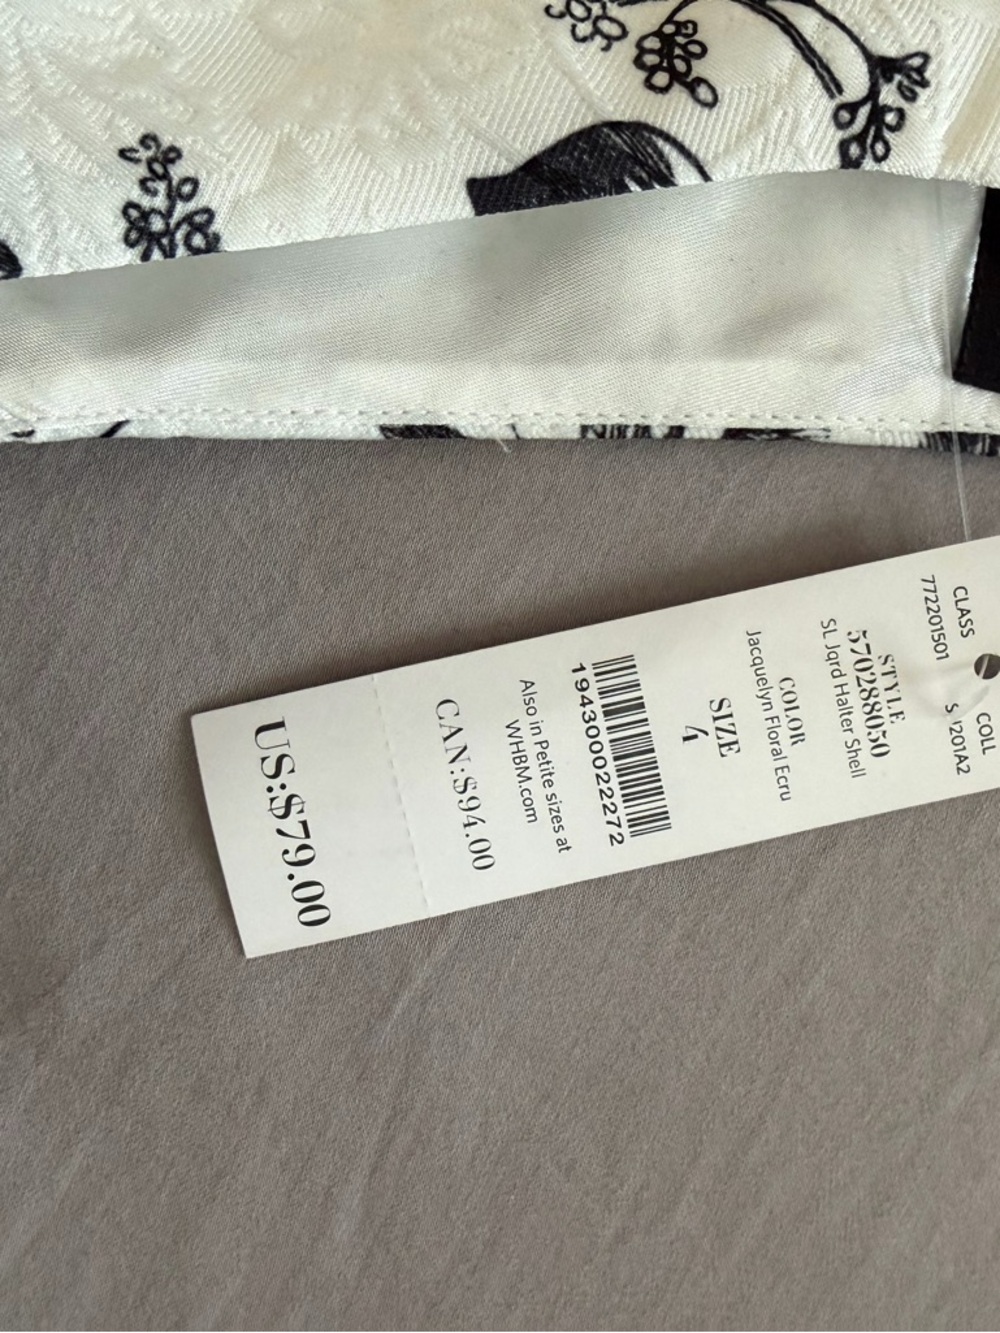 CLASS
772201501
COLL
STYLE
570288050
SL Jqrd Halter Shell
COLOR
Jacquelyn Floral Ecru
SIZE
4
194300022272
Also in Petite sizes at
WHBM.com
CAN:$94.00
US:$79.00